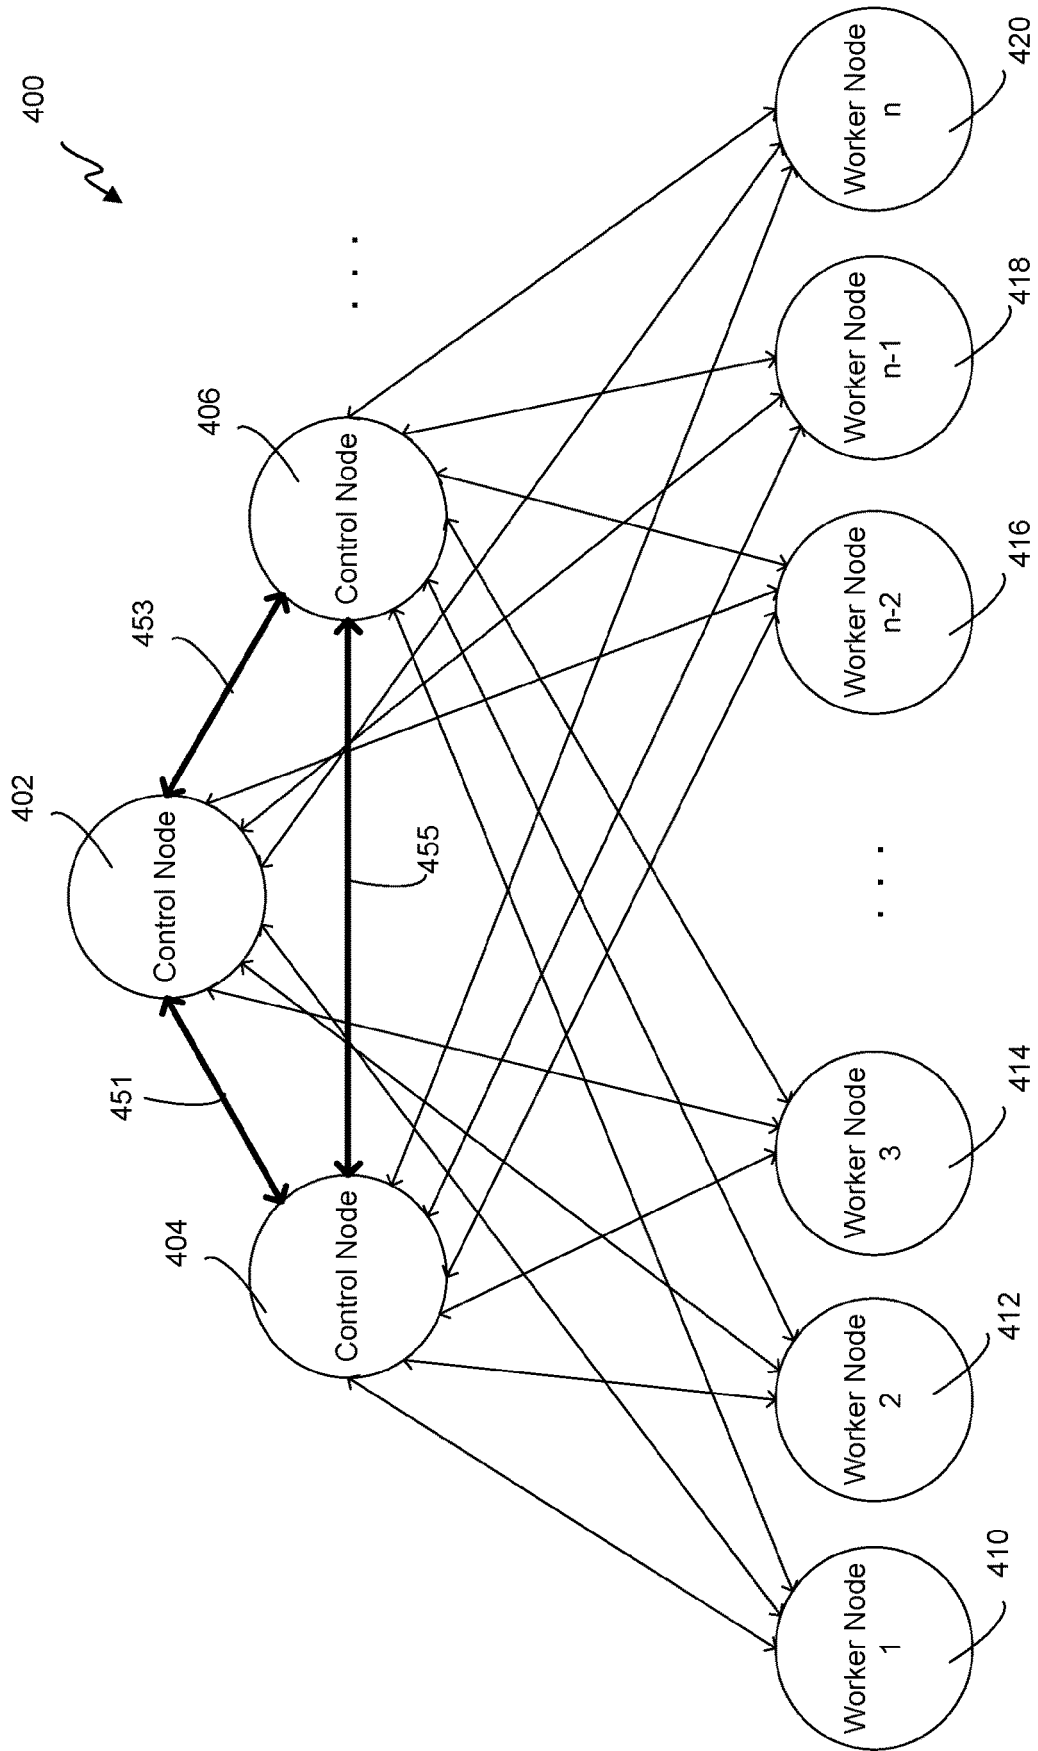 400
402
Control Node
451
453
404
Control Node
406
Control Node
. . .
455
Worker Node
1
410
Worker Node
2
412
Worker Node
3
414
. . .
Worker Node
n-2
416
Worker Node
n-1
418
Worker Node
n
420